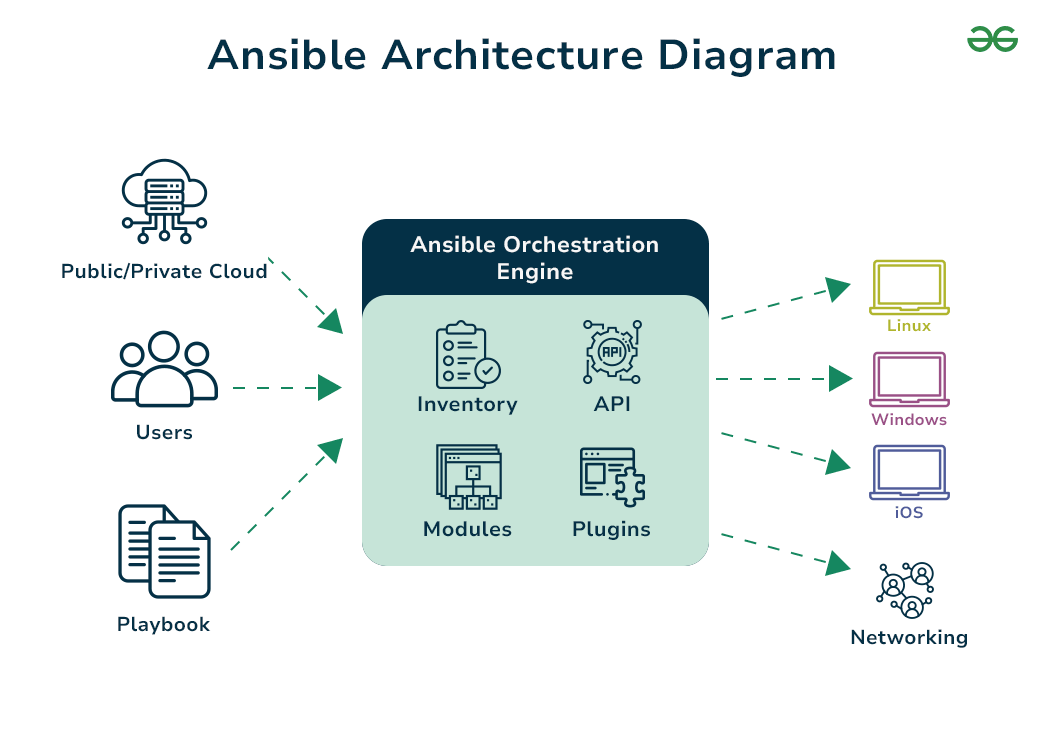 Ansible Architecture Diagram
Public/Private Cloud
Users
Playbook
Ansible Orchestration
Engine
Inventory
API
API
Modules
Plugins
Linux
Windows
iOS
Networking